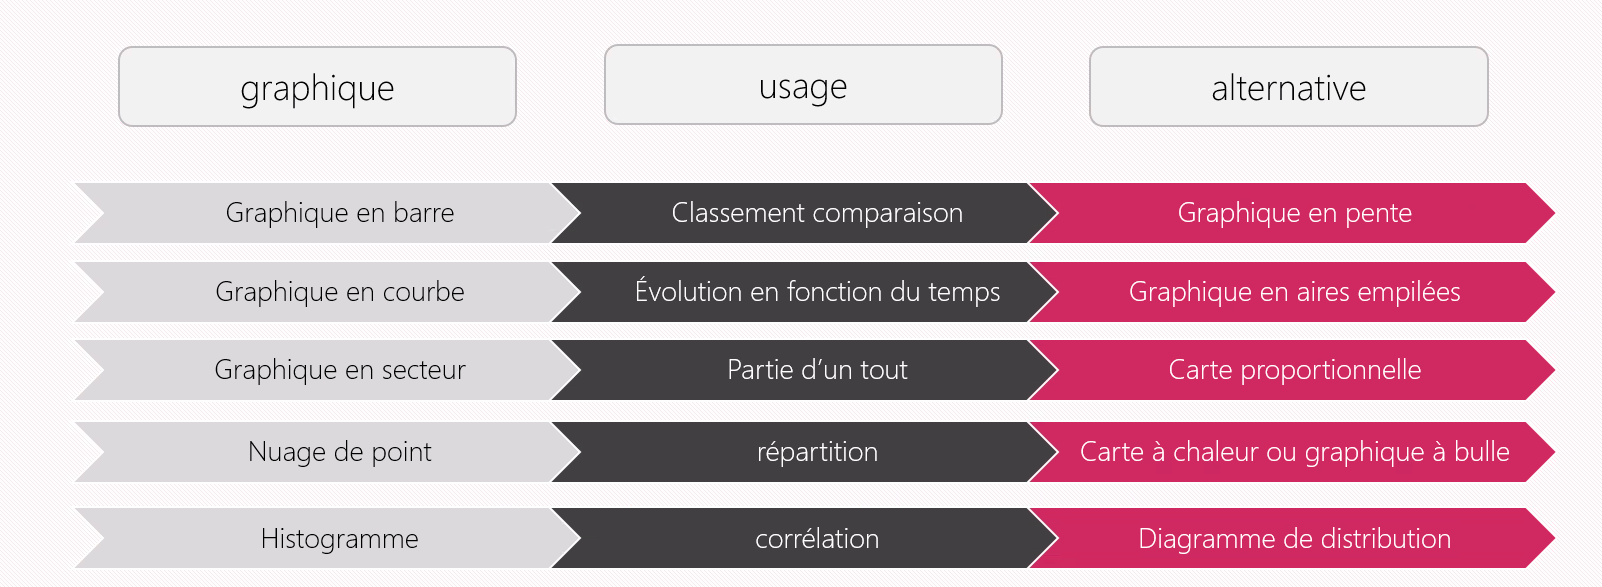 graphique
usage
alternative
Graphique en barre
Classement comparaison
Graphique en pente
Graphique en courbe
Évolution en fonction du temps
Graphique en aires empilées
Graphique en secteur
Partie d’un tout
Carte proportionnelle
Nuage de point
répartition
Carte à chaleur ou graphique à bulle
Histogramme
corrélation
Diagramme de distribution